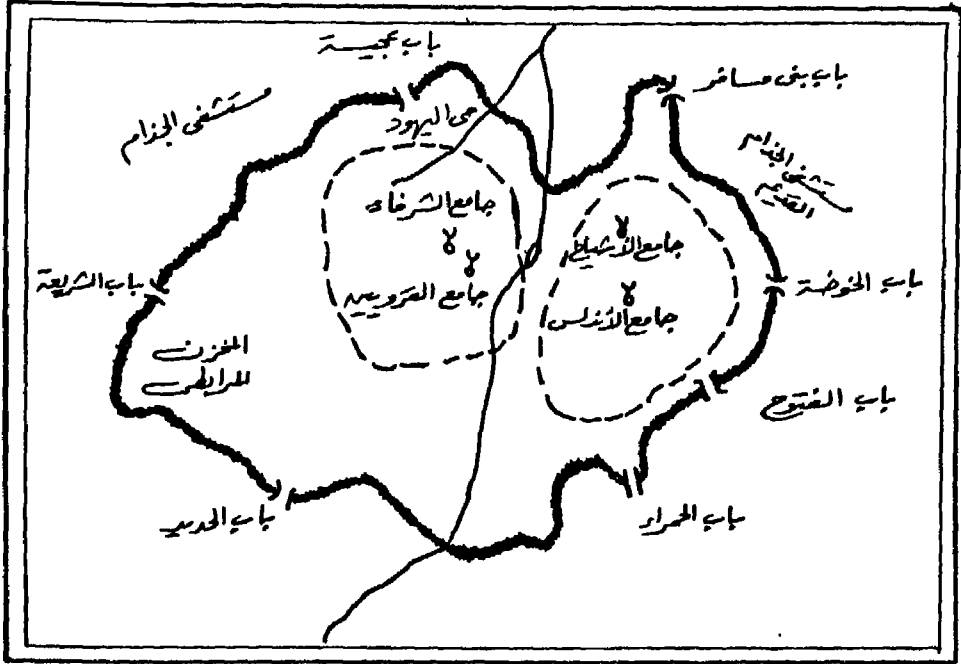 باب عجيسة
باب بني مسافر
مستشفى الجذام
حي اليهود
مستشفى الجذام
القديم
جامع الشرفاء
جامع الأشياخ
باب الشريعة
جامع القرويين
باب الخوخة
جامع الأندلس
المخزن
المرابطي
باب الفتوح
باب الحديد
باب الحمراء